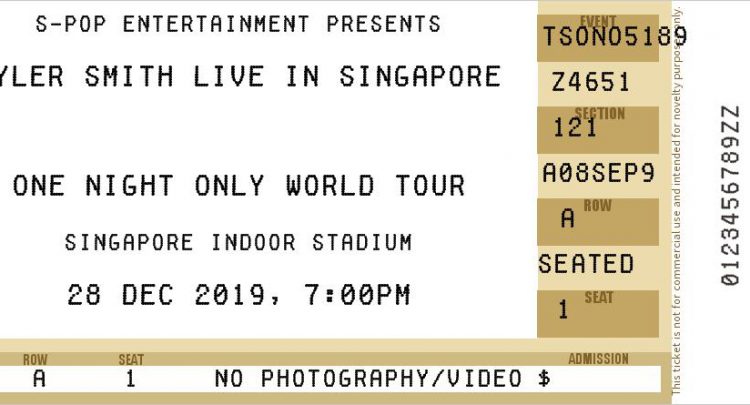 S-POP ENTERTAINMENT PRESENTS
YLER SMITH LIVE IN SINGAPORE
ONE NIGHT ONLY WORLD TOUR
SINGAPORE INDOOR STADIUM
28 DEC 2019, 7:00PM
ROW
SEAT
ADMISSION
A
1
NO PHOTOGRAPHY/VIDEO $
EVENT
TSONO5189
Z4651
SECTION
121
A08SEP9
ROW
A
SEATED
SEAT
1
This ticket is not for commercial use and intended for novelty purposes only.
0123456789ZZ